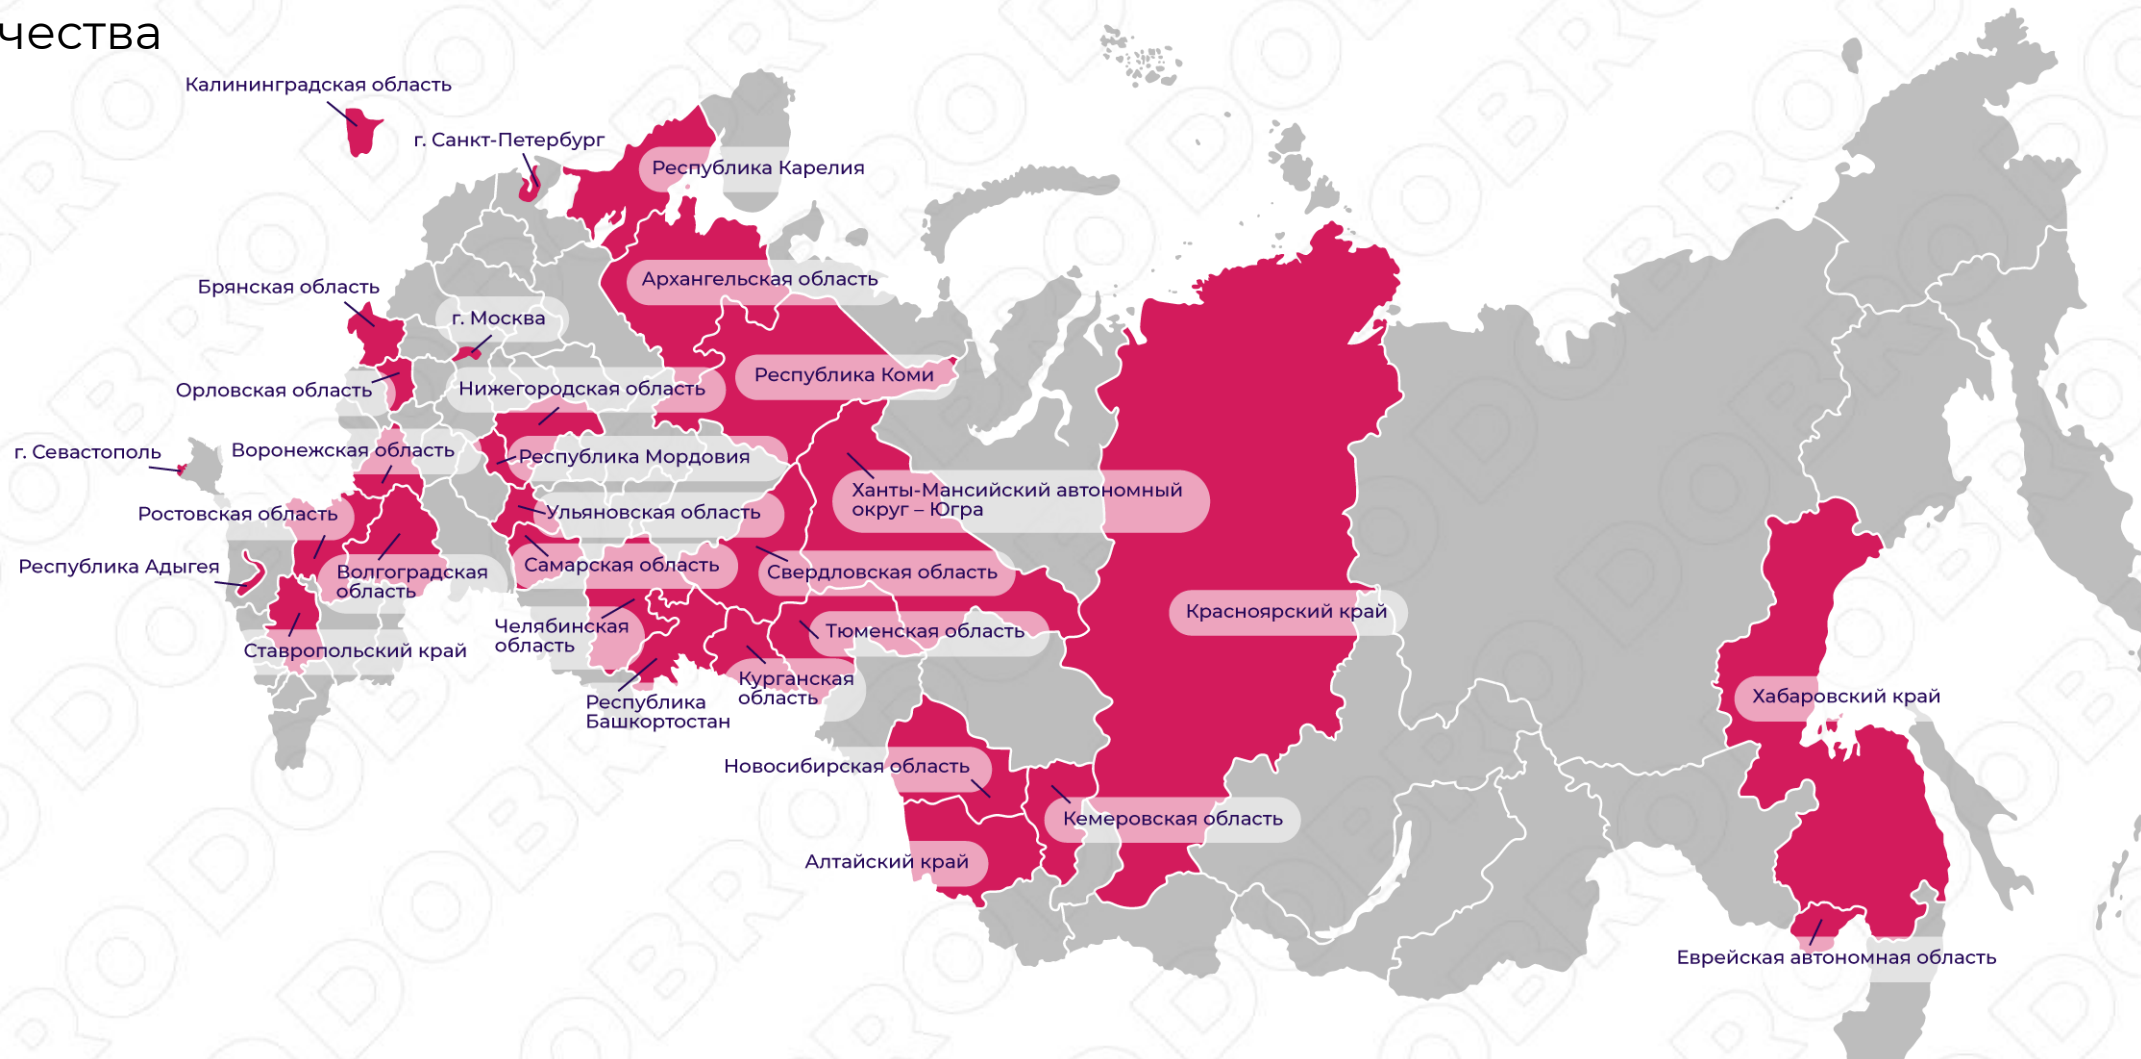 чества
Калининградская область
г. Санкт-Петербург
Республика Карелия
Архангельская область
Брянская область
г. Москва
Республика Коми
Орловская область
Нижегородская область
г. Севастополь
Воронежская область
Республика Мордовия
Ханты-Мансийский автономный
округ – Югра
Ростовская область
Ульяновская область
Республика Адыгея
Волгоградская
область
Самарская область
Свердловская область
Красноярский край
Челябинская
область
Тюменская область
Ставропольский край
Курганская
область
Республика
Башкортостан
Хабаровский край
Новосибирская область
Кемеровская область
Алтайский край
Еврейская автономная область